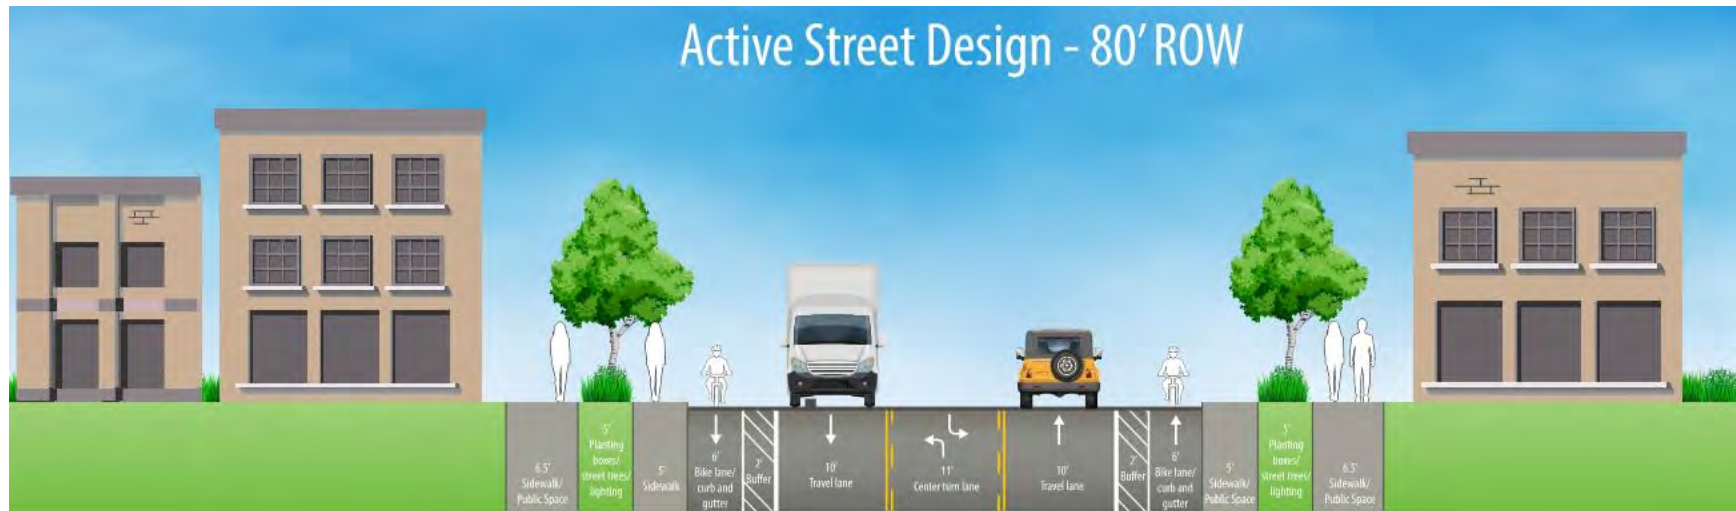 Active Street Design - 80' ROW
6.5'
Sidewalk/
Public Space
5'
Planting
boxes/
street trees/
lighting
5'
Sidewalk
6'
Bike lane/
curb and
gutter
2'
Buffer
10'
Travel lane
11'
Center turn lane
10'
Travel lane
2'
Buffer
6'
Bike lane/
curb and
gutter
5'
Sidewalk/
Public Space
5'
Planting
boxes/
street trees/
lighting
6.5'
Sidewalk/
Public Space